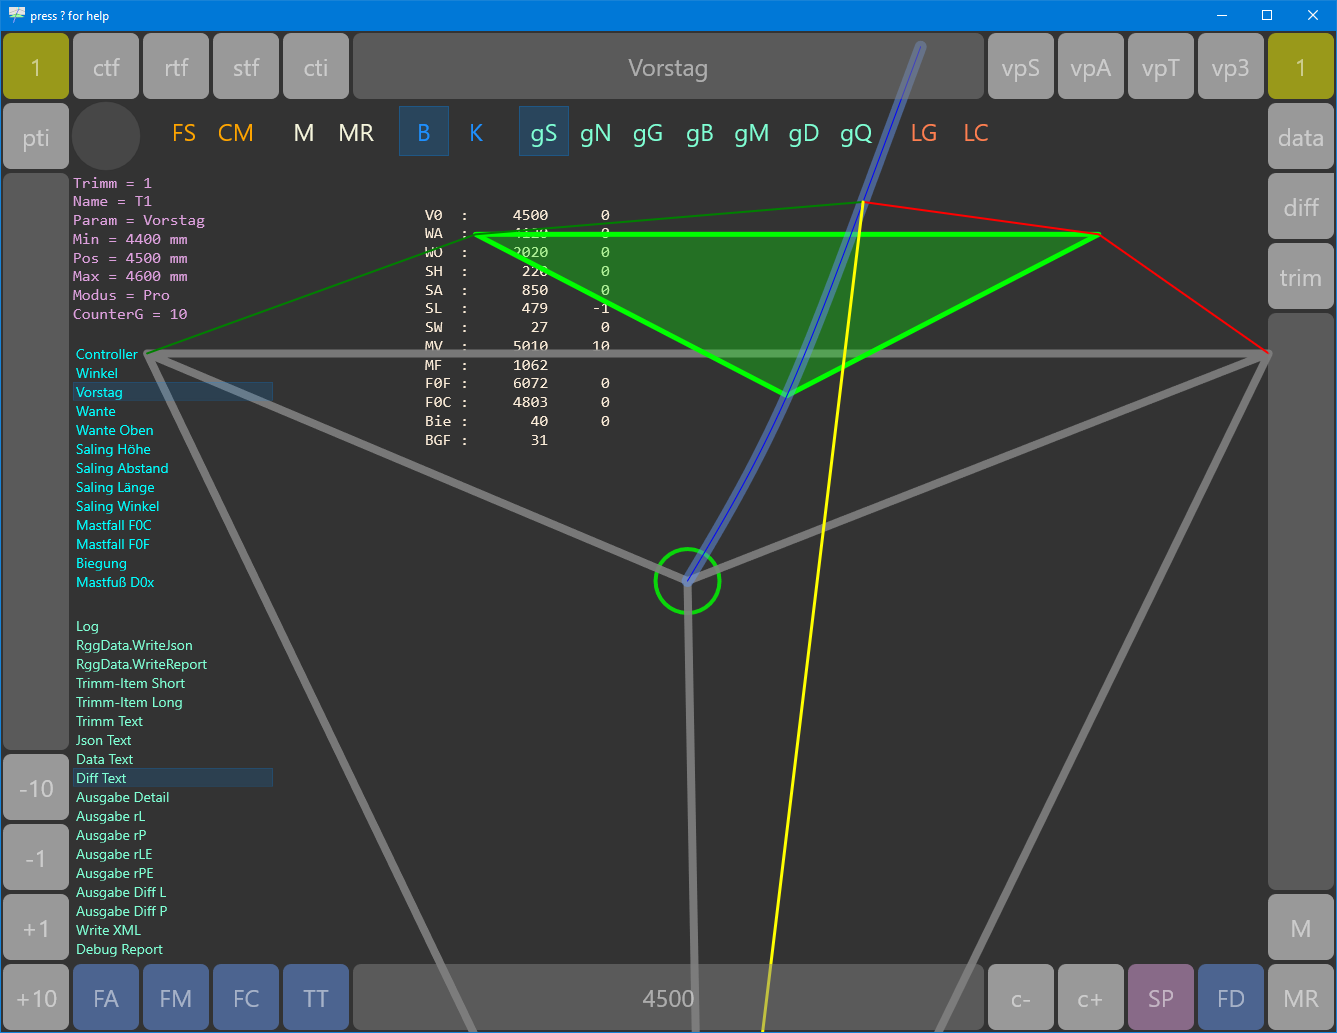 press ? for help
1 ctf rtf stf cti Vorstag vpS vpA vpT vp3 1
pti FS CM M MR B K gS gN gG gB gM gD gQ LG LC data
diff
trim
Trimm = 1
Name = T1
Param = Vorstag
Min = 4400 mm
Pos = 4500 mm
Max = 4600 mm
Modus = Pro
CounterG = 10
V0 : 4500 0
WA : 4120 0
WO : 2020 0
SH : 220 0
SA : 850 0
SL : 479 -1
SW : 27 0
MV : 5010 10
MF : 1062
F0F : 6072 0
F0C : 4803 0
Bie : 40 0
BGF : 31
Controller
Winkel
Vorstag
Wante
Wante Oben
Saling Höhe
Saling Abstand
Saling Länge
Saling Winkel
Mastfall F0C
Mastfall F0F
Biegung
Mastfuß D0x
Log
RggData.WriteJson
RggData.WriteReport
Trimm-Item Short
Trimm-Item Long
Trimm Text
Json Text
Data Text
Diff Text
Ausgabe Detail
Ausgabe rL
Ausgabe rP
Ausgabe rLE
Ausgabe rPE
Ausgabe Diff L
Ausgabe Diff P
Write XML
Debug Report
-10
-1
+1 M
+10 FA FM FC TT 4500 c- c+ SP FD MR